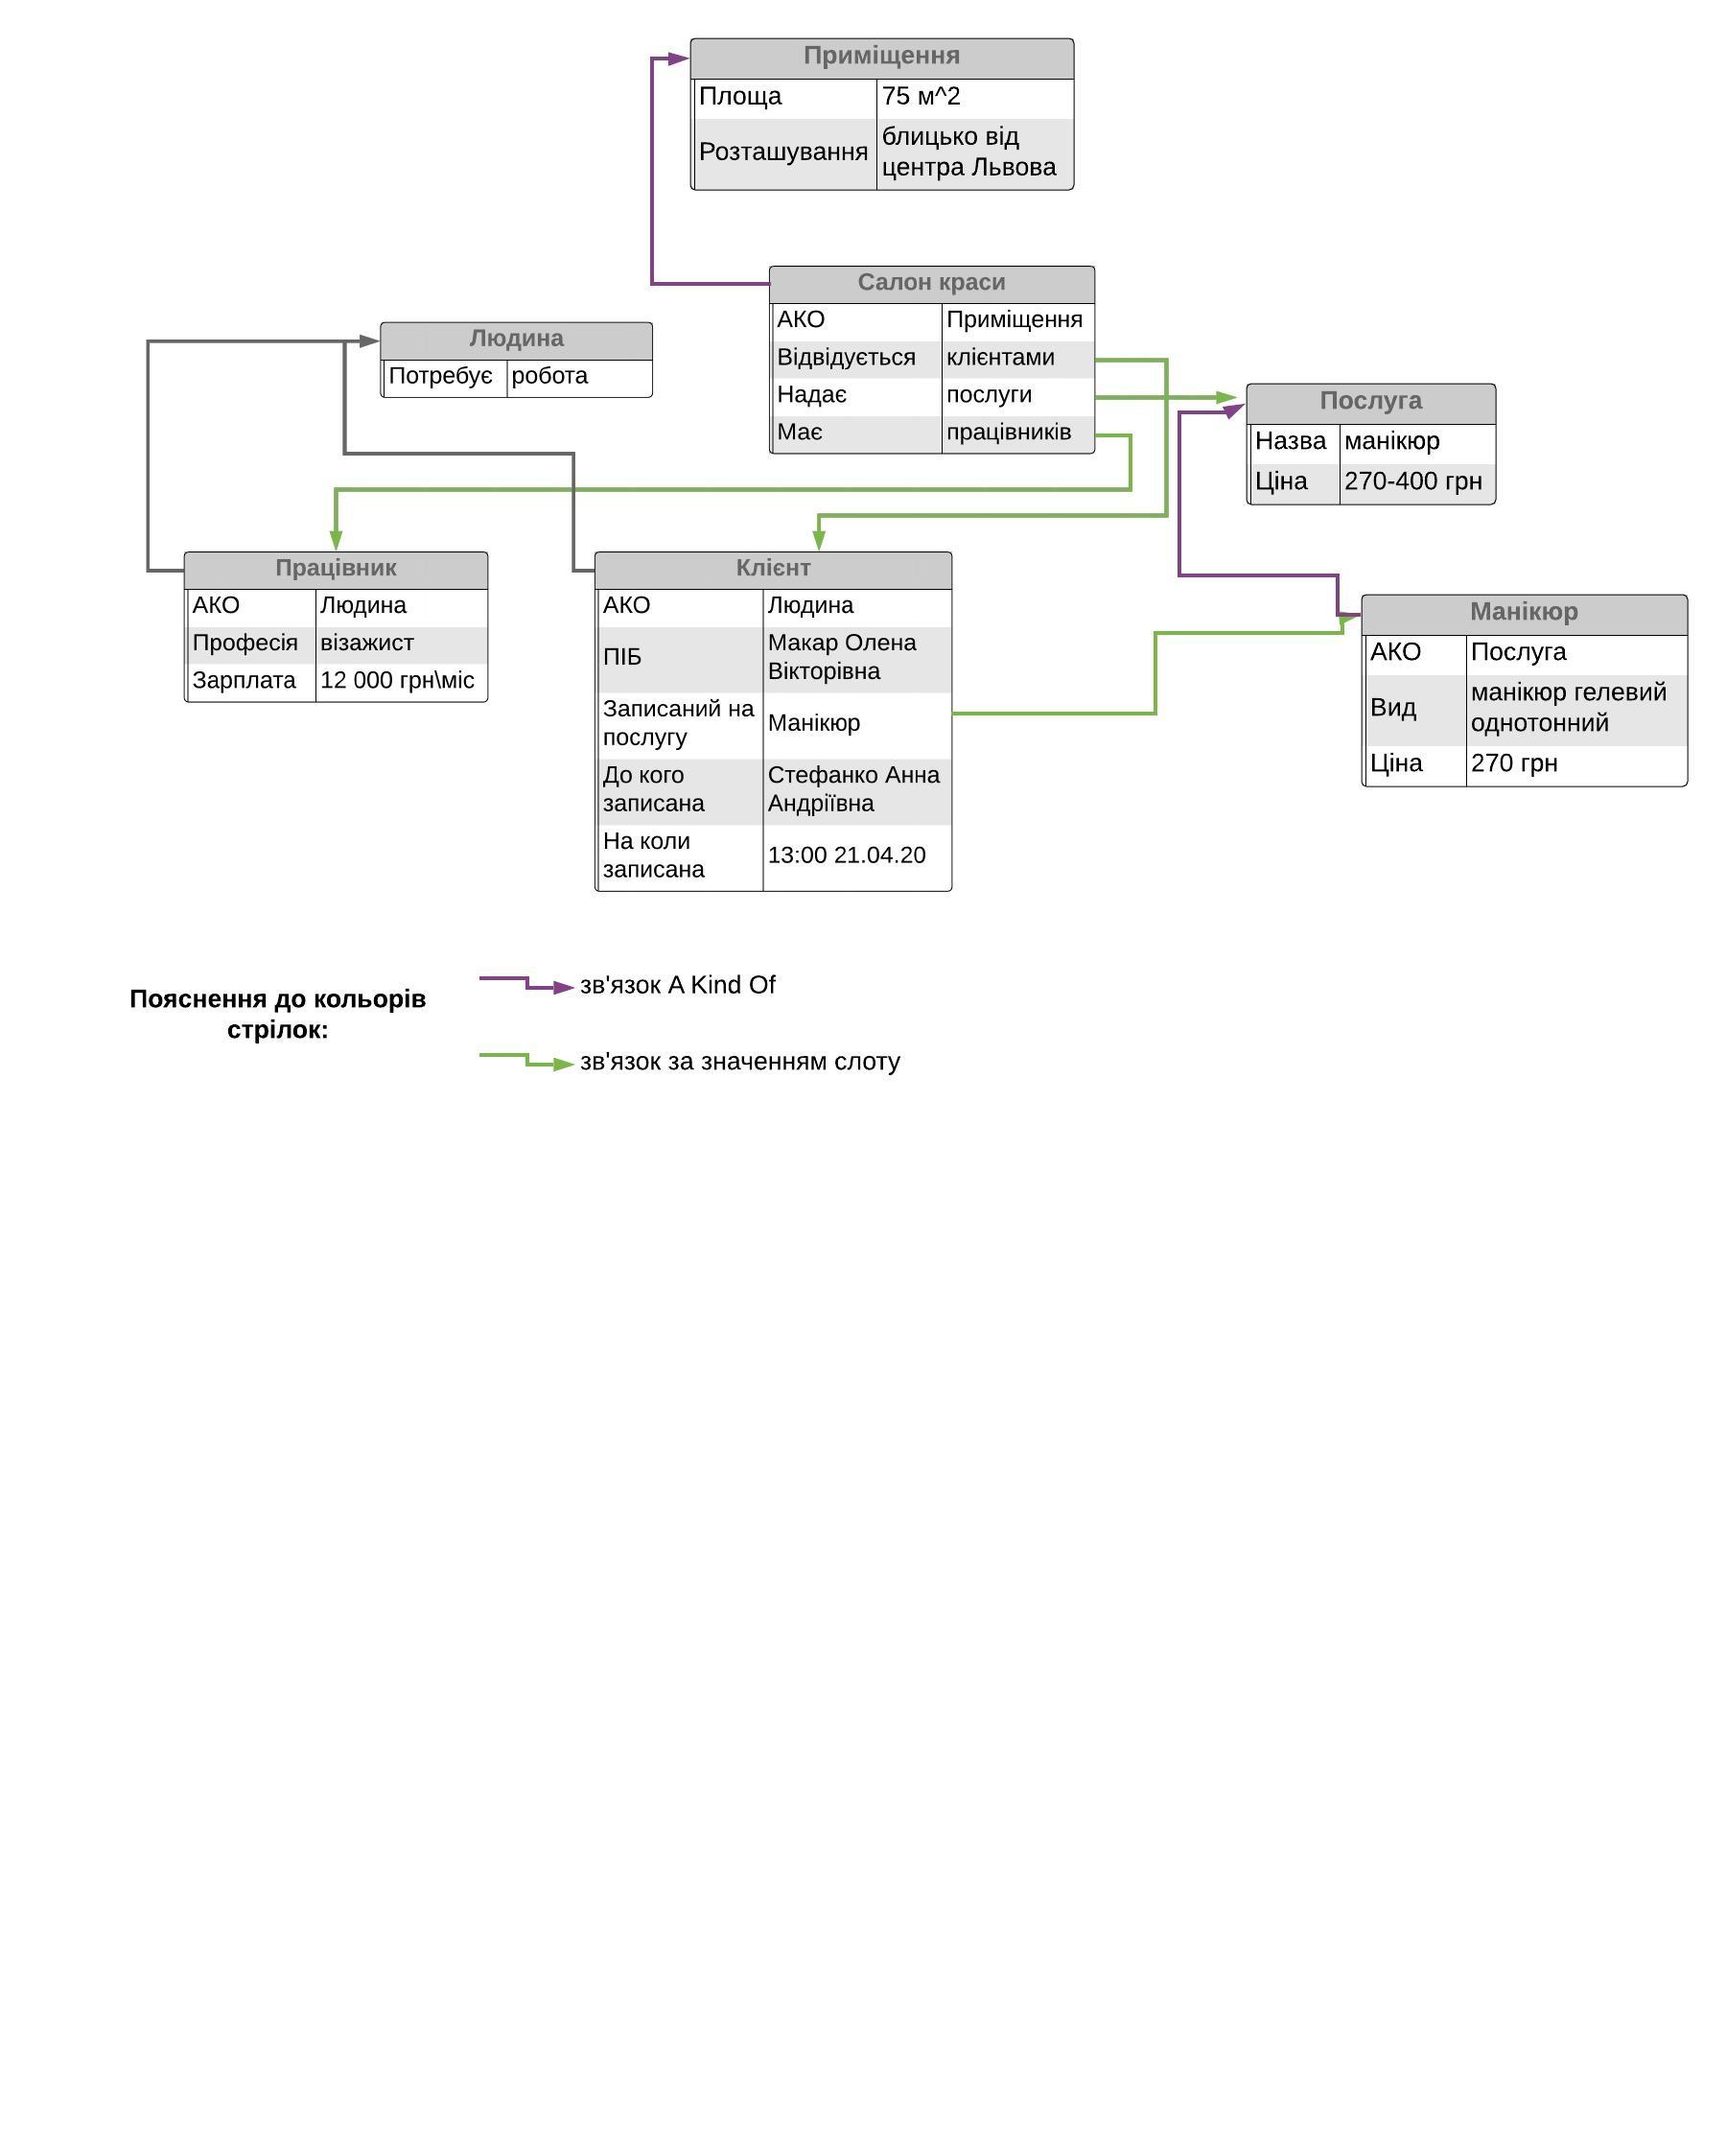 Приміщення
Площа 75 м^2
Розташування блицько від
центра Львова
Салон краси
АКО Приміщення
Відвідується клієнтами
Надає послуги
Має працівників
Людина
Потребує робота
Послуга
Назва манікюр
Ціна 270-400 грн
Працівник
АКО Людина
Професія візажист
Зарплата 12 000 грн\міс
Клієнт
АКО Людина
ПІБ Макар Олена
Вікторівна
Записаний на
послугу Манікюр
До кого
записана Стефанко Анна
Андріївна
На коли
записана 13:00 21.04.20
Манікюр
АКО Послуга
Вид манікюр гелевий
однотонний
Ціна 270 грн
Пояснення до кольорів
стрілок:
зв'язок A Kind Of
зв'язок за значенням слоту